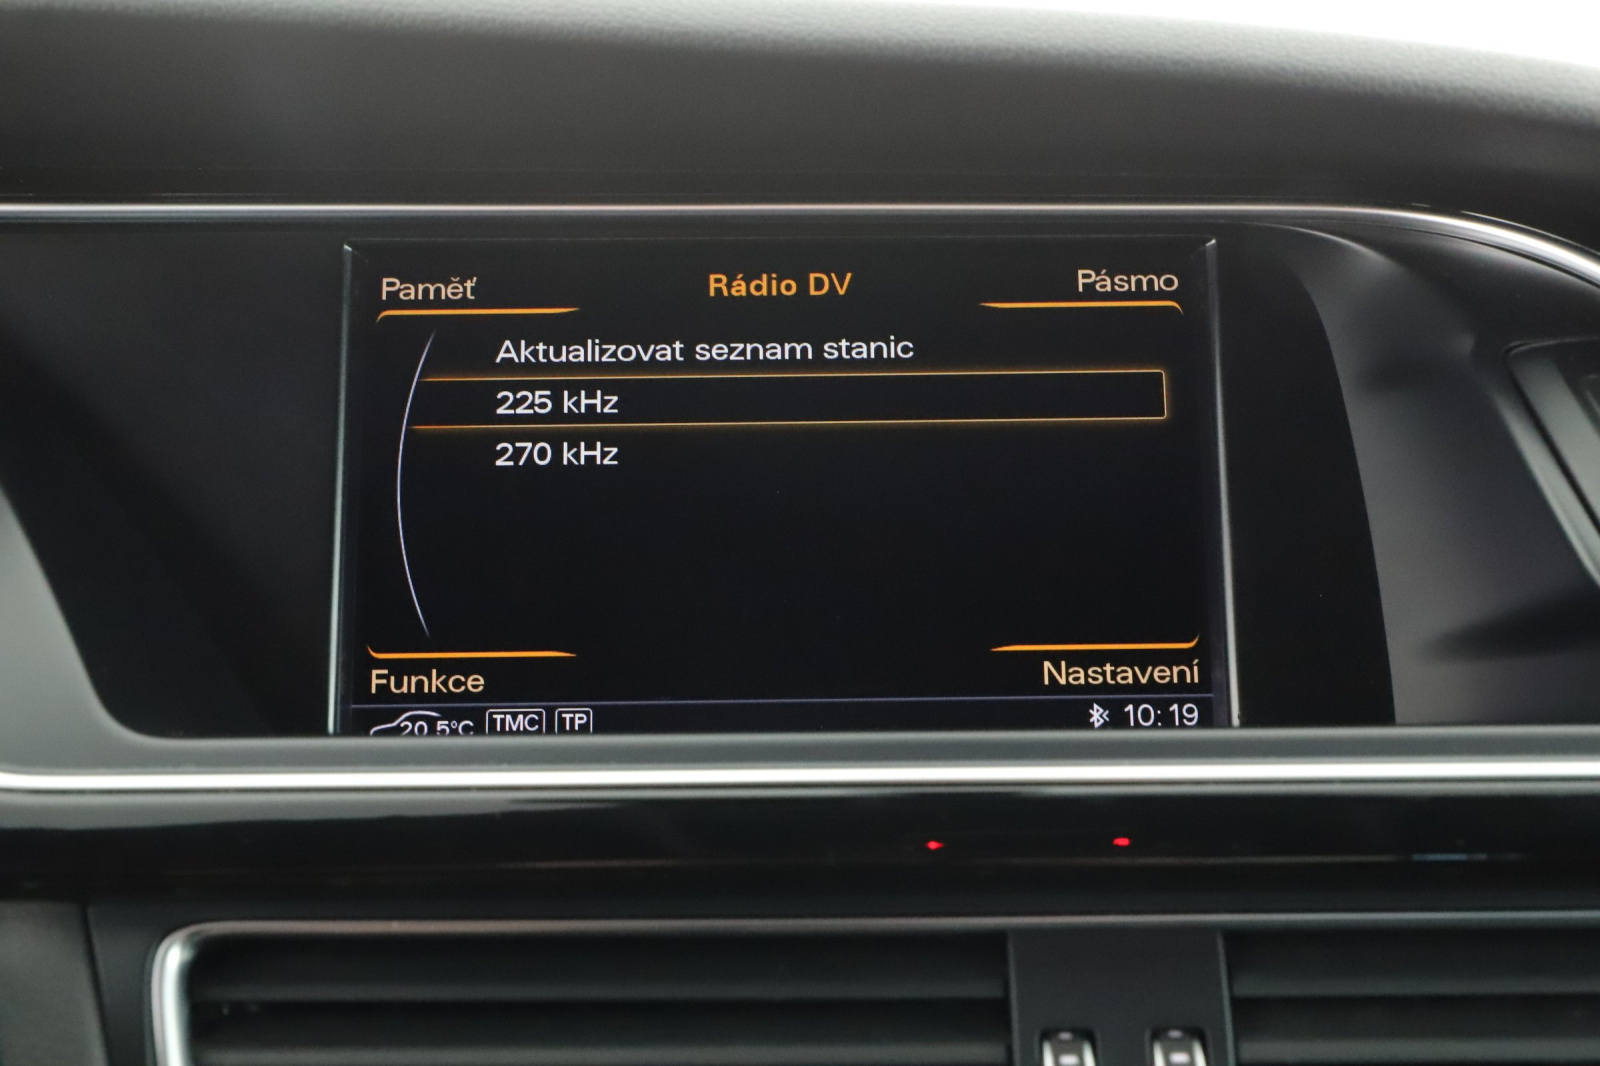 Paměť Rádio DV Pásmo
Aktualizovat seznam stanic
225 kHz
270 kHz
Funkce Nastavení
20.5°C TMC TP 10:19